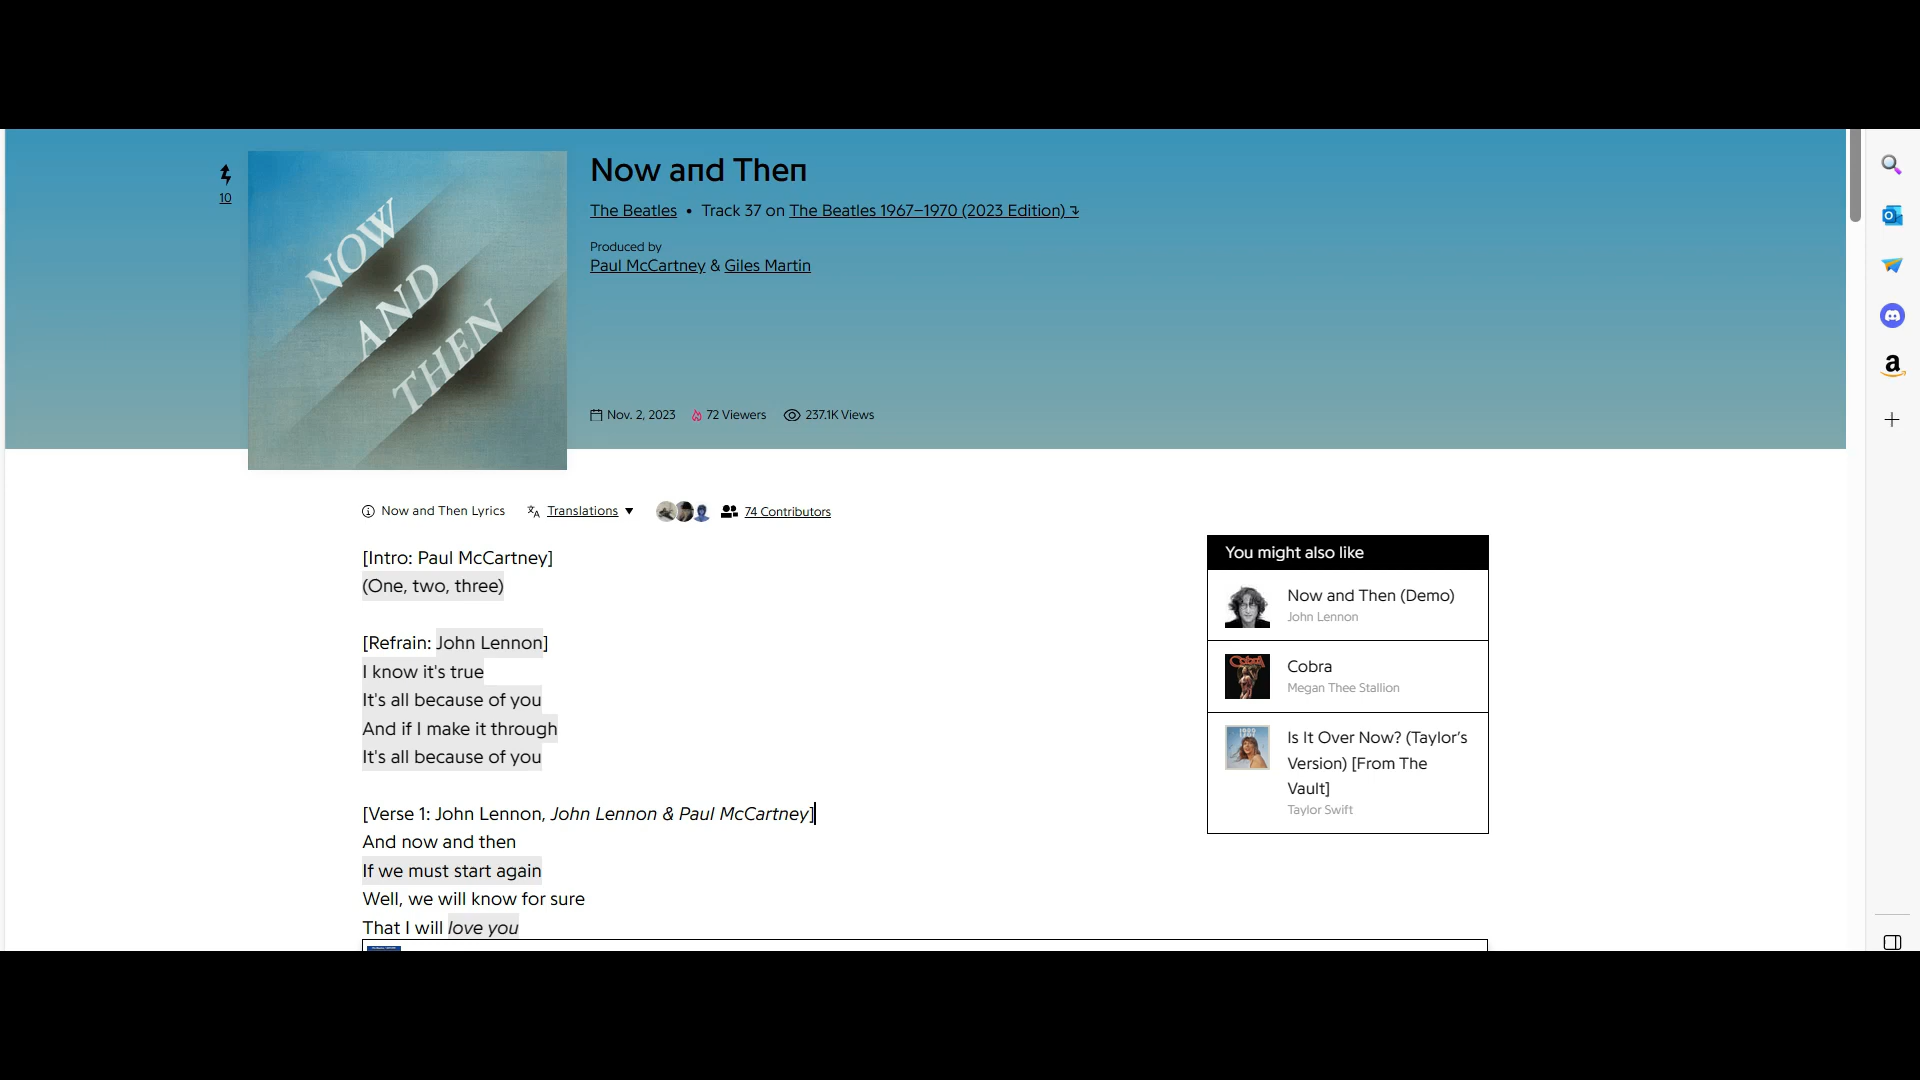 10
NOW
AND
THEN
Now and Then
The Beatles • Track 37 on The Beatles 1967–1970 (2023 Edition)
Produced by
Paul McCartney & Giles Martin
Nov. 2, 2023 72 Viewers 237.1K Views
Now and Then Lyrics Translations 74 Contributors
[Intro: Paul McCartney]
(One, two, three)
[Refrain: John Lennon]
I know it's true
It's all because of you
And if I make it through
It's all because of you
[Verse 1: John Lennon, John Lennon & Paul McCartney]
And now and then
If we must start again
Well, we will know for sure
That I will love you
You might also like
Now and Then (Demo)
John Lennon
Cobra
Megan Thee Stallion
Is It Over Now? (Taylor’s
Version) [From The
Vault]
Taylor Swift